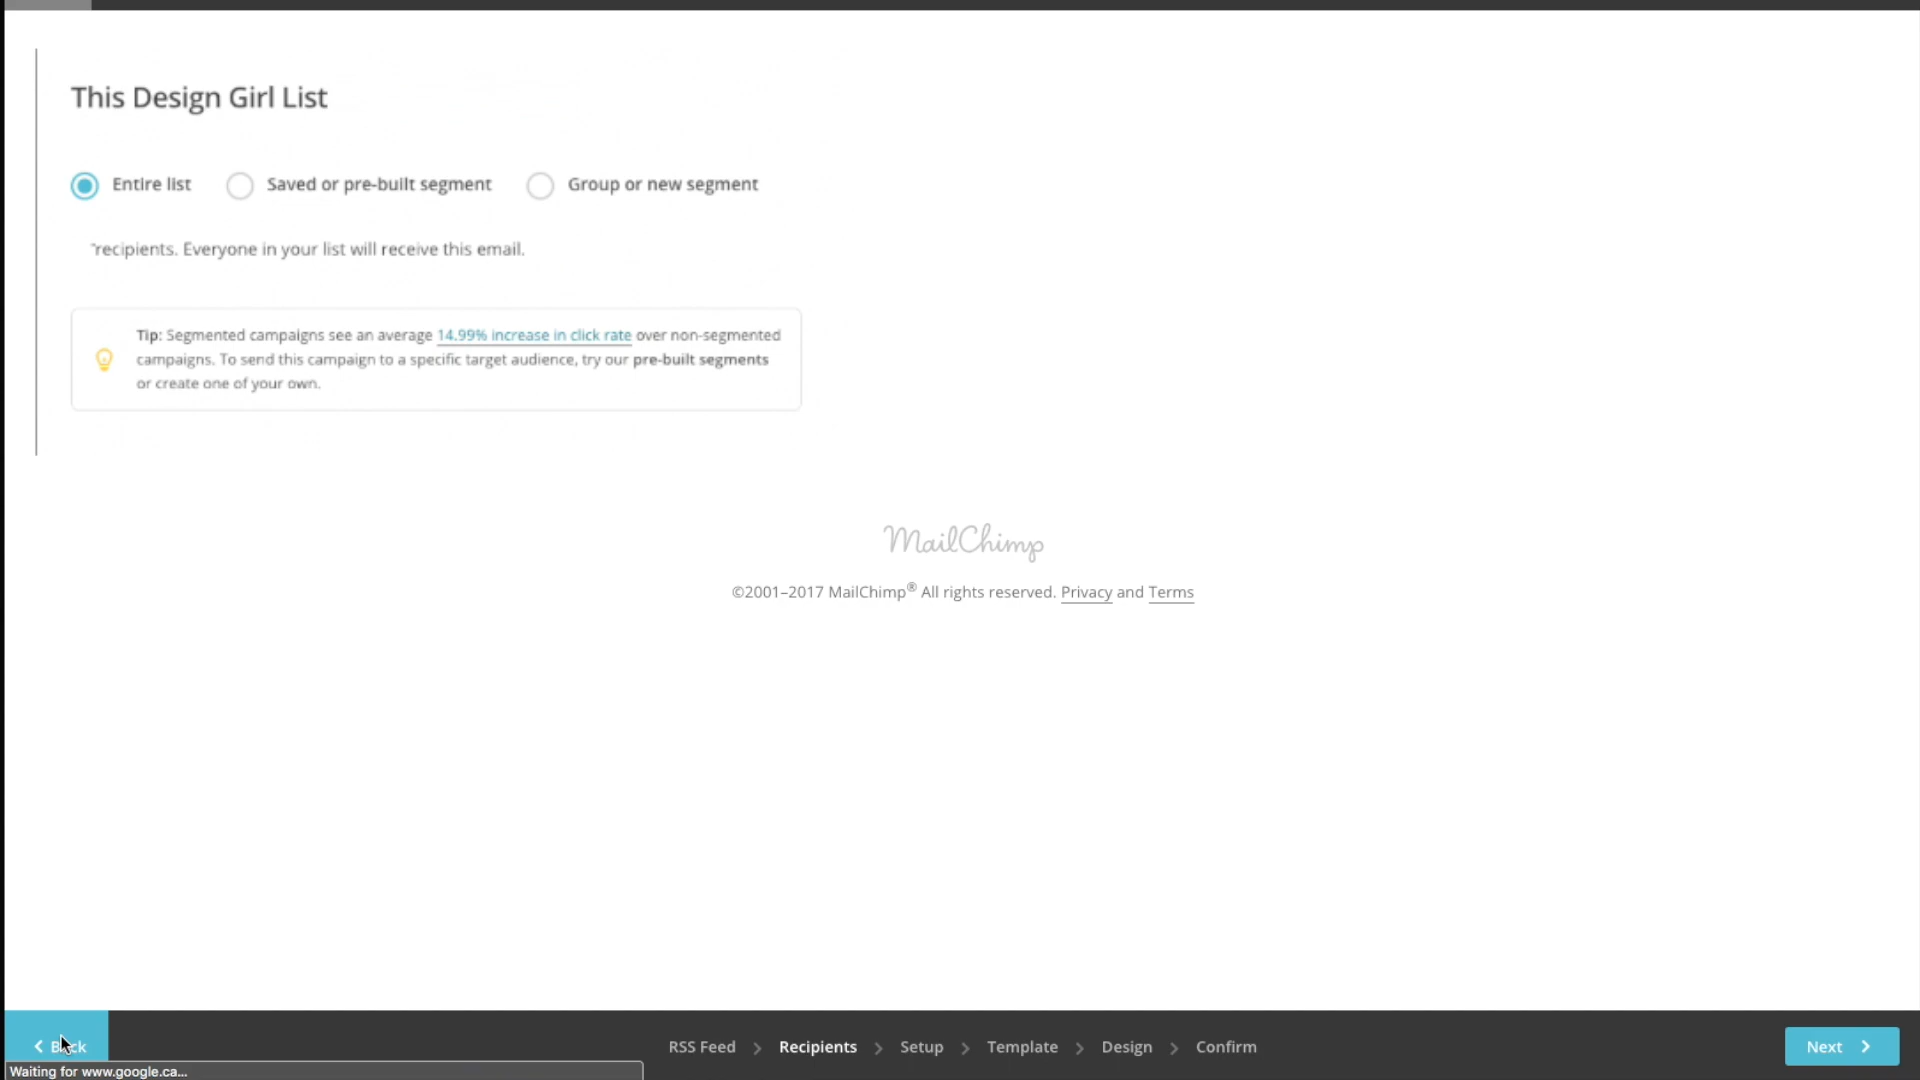 This Design Girl List
Entire list
Saved or pre-built segment
Group or new segment
recipients. Everyone in your list will receive this email.
Tip: Segmented campaigns see an average 14.99% increase in click rate over non-segmented
campaigns. To send this campaign to a specific target audience, try our pre-built segments
or create one of your own.
MailChimp
©2001–2017 MailChimp® All rights reserved. Privacy and Terms
Back
RSS Feed > Recipients > Setup > Template > Design > Confirm
Next
Waiting for www.google.ca...